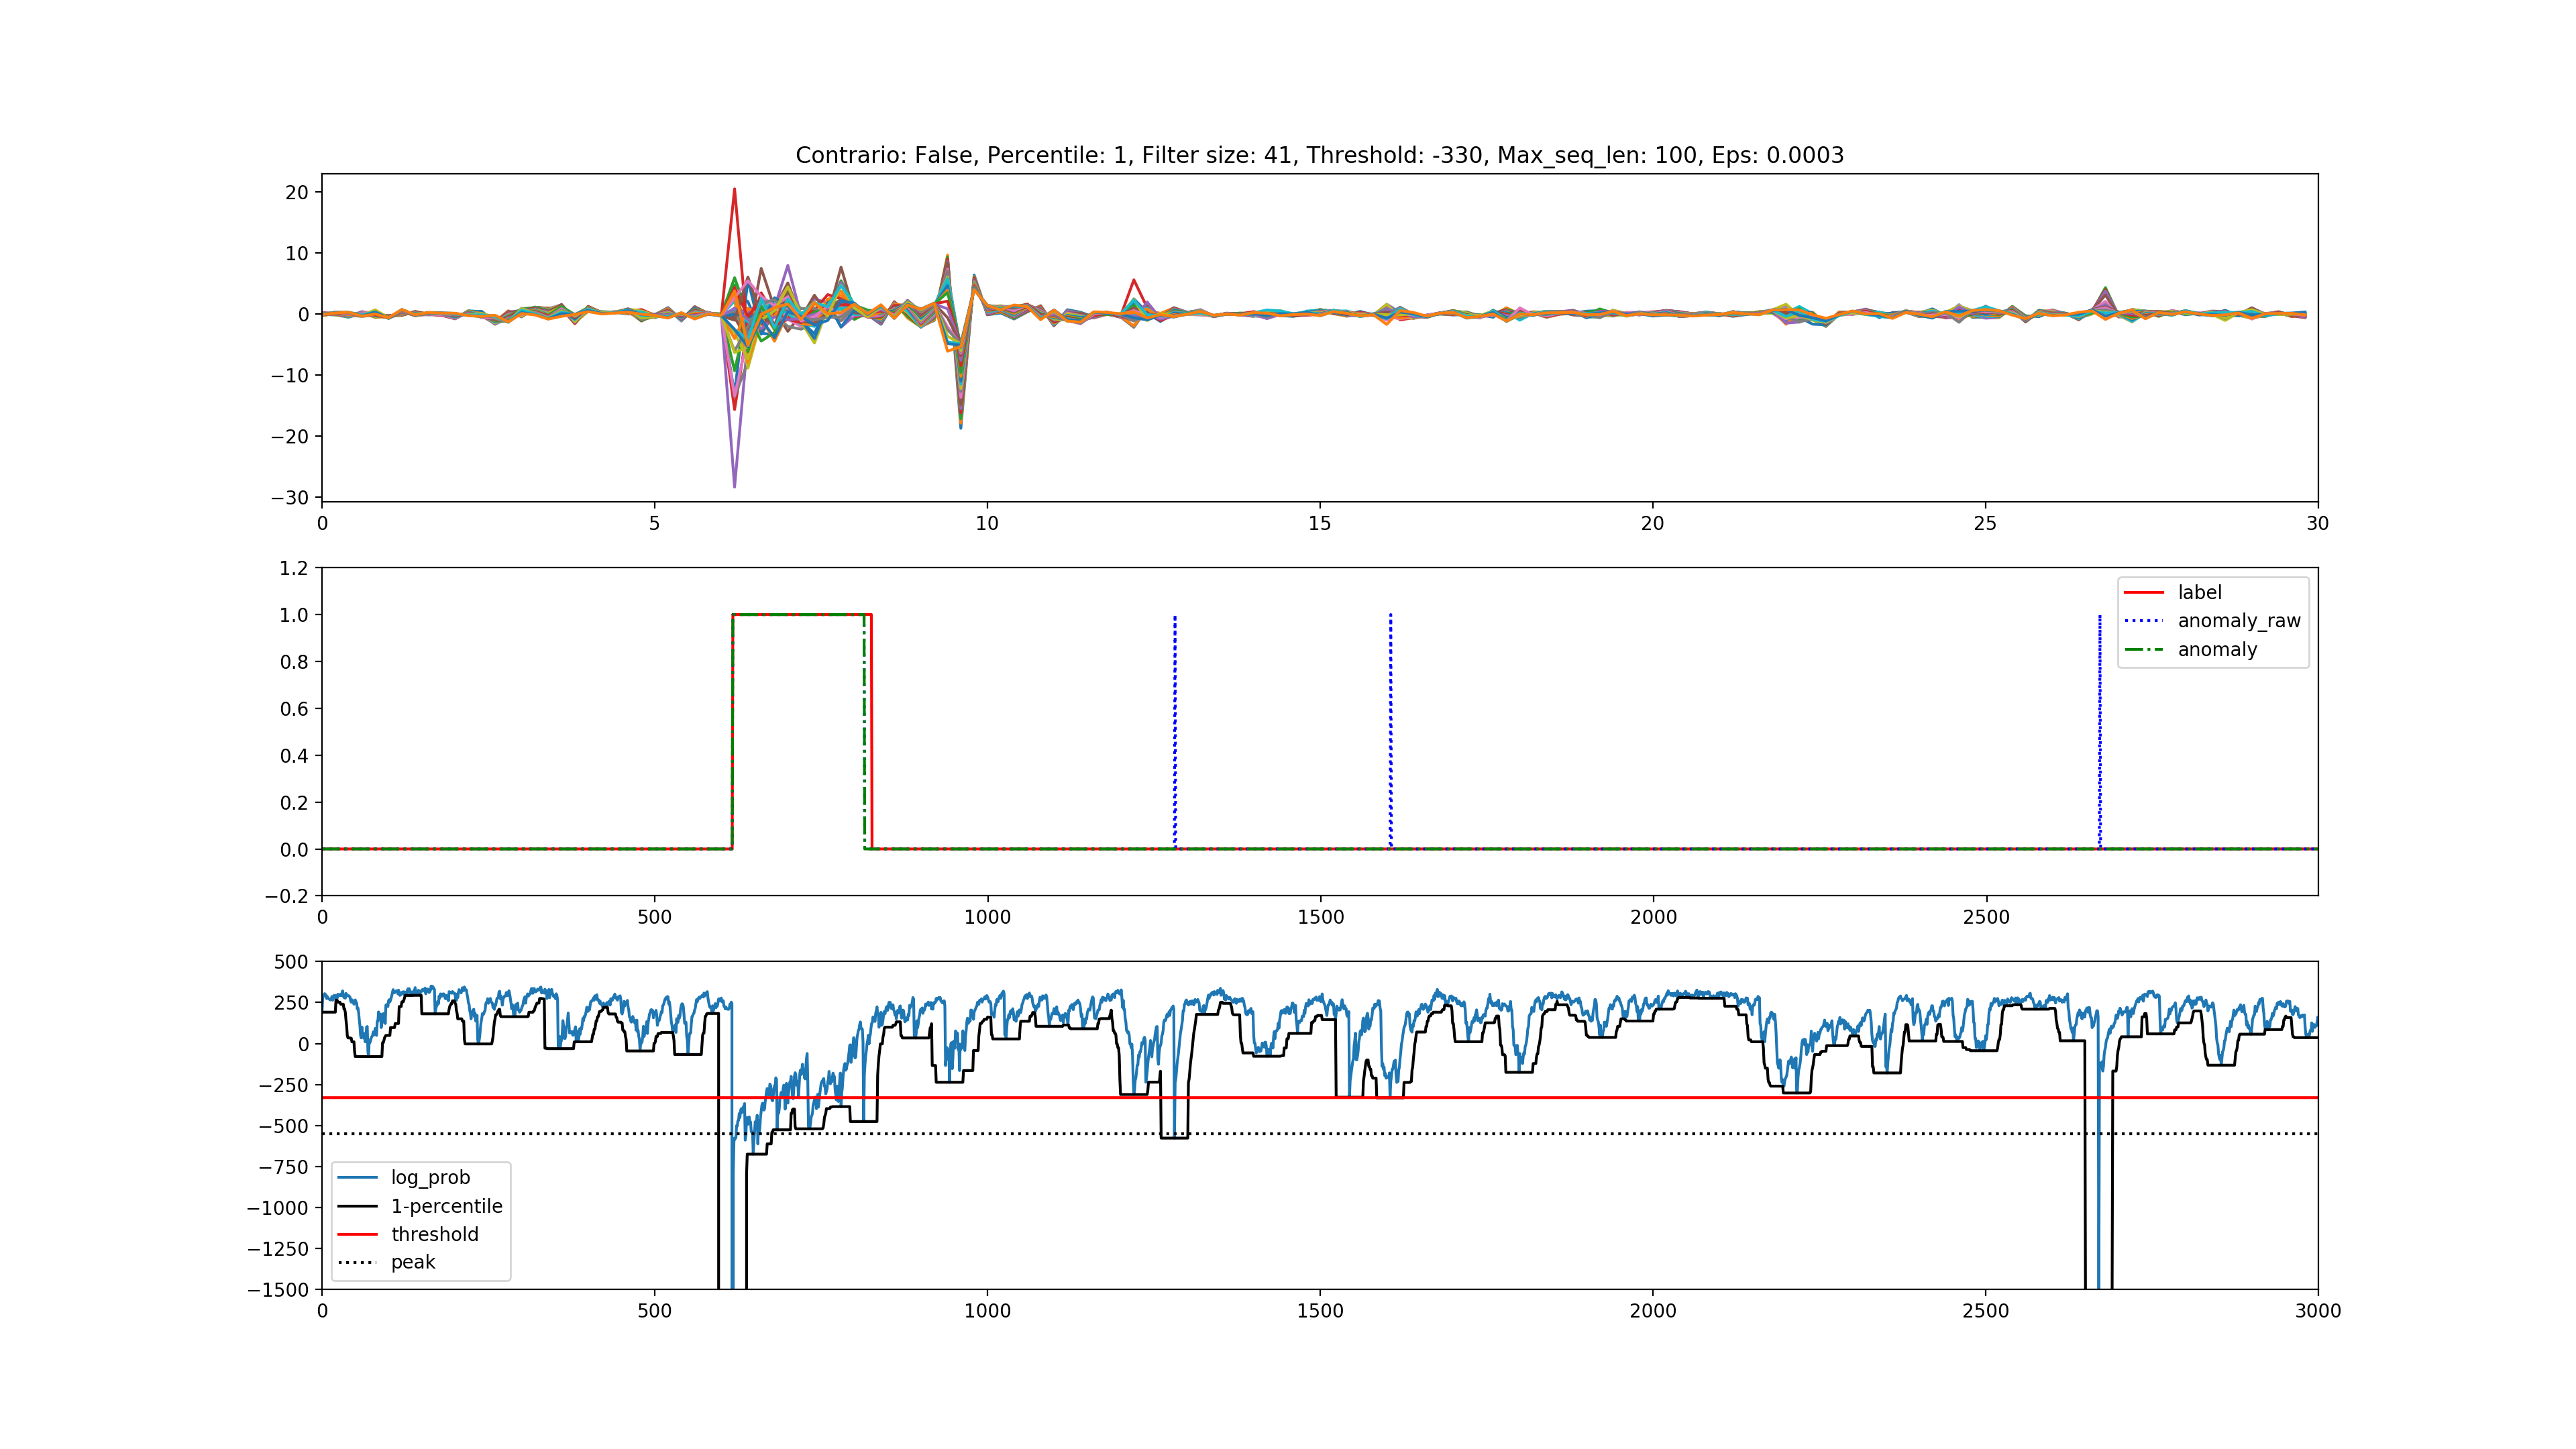 Contrario: False, Percentile: 1, Filter size: 41, Threshold: -330, Max_seq_len: 100, Eps: 0.0003
20
10
0
−10
−20
−30
0 5 10 15 20 25 30
1.2
1.0
0.8
0.6
0.4
0.2
0.0
−0.2
label
anomaly_raw
anomaly
0 500 1000 1500 2000 2500
500
250
0
−250
−500
−750
−1000
−1250
−1500
log_prob
1-percentile
threshold
peak
0 500 1000 1500 2000 2500 3000